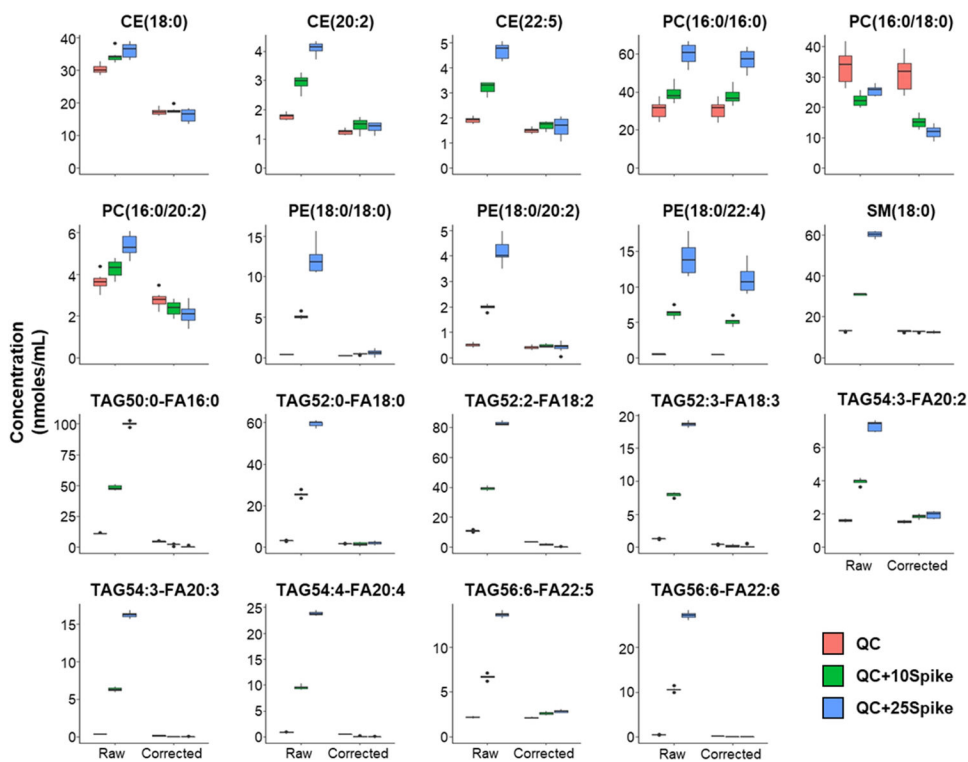 CE(18:0) CE(20:2) CE(22:5) PC(16:0/16:0) PC(16:0/18:0)
40 30 20 10 0
4 3 2 1 0
5 4 3 2 1 0
60 40 20 0
40 30 20 10 0
PC(16:0/20:2) PE(18:0/18:0) PE(18:0/20:2) PE(18:0/22:4) SM(18:0)
6 4 2 0
15 10 5 0
5 4 3 2 1 0
15 10 5 0
60 40 20 0
Concentration
(nmoles/mL)
TAG50:0-FA16:0 TAG52:0-FA18:0 TAG52:2-FA18:2 TAG52:3-FA18:3 TAG54:3-FA20:2
100 75 50 25 0
60 40 20 0
80 60 40 20 0
20 15 10 5 0
6 4 2 0
Raw Corrected
TAG54:3-FA20:3 TAG54:4-FA20:4 TAG56:6-FA22:5 TAG56:6-FA22:6
15 10 5 0
25 20 15 10 5 0
10 5 0
20 10 0
Raw Corrected Raw Corrected Raw Corrected Raw Corrected
QC
QC+10Spike
QC+25Spike